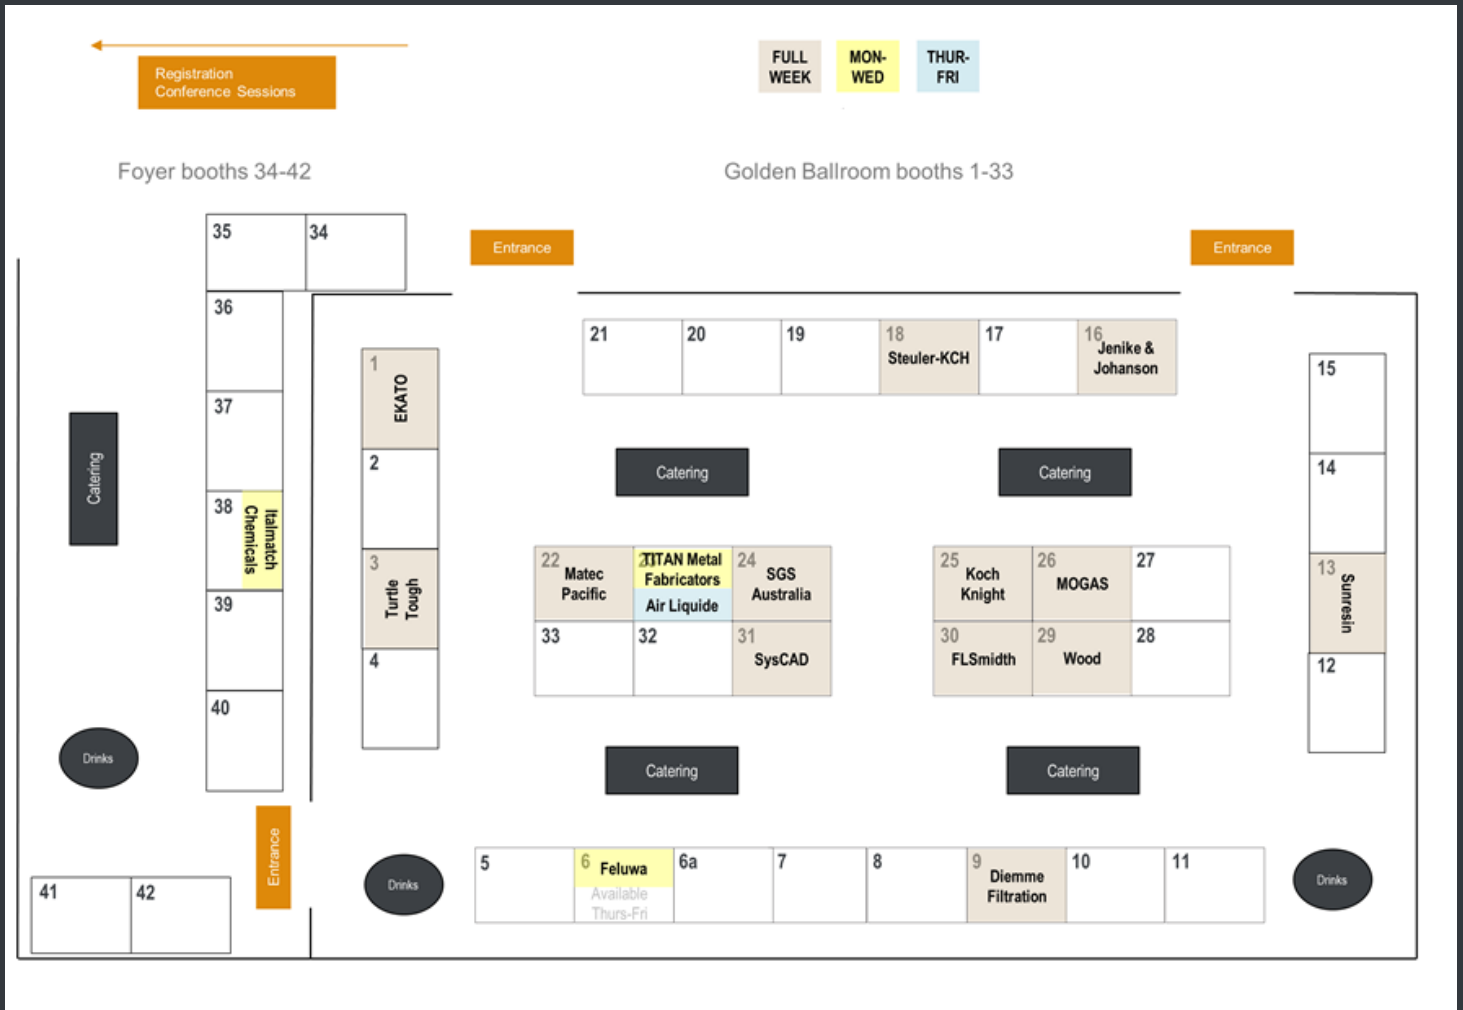 Registration
Conference Sessions
FULL
WEEK
MON-
WED
THUR-
FRI
Foyer booths 34-42
Golden Ballroom booths 1-33
35
34
Entrance
Entrance
36
37
38
Italmatch
Chemicals
39
40
Catering
Drinks
Entrance
41
42
1
EKATO
2
3
Turtle
Tough
4
21
20
19
18
Steuler-KCH
17
16
Jenike &
Johanson
15
14
13
Sunresin
12
Catering
Catering
22
Matec
Pacific
TITAN Metal
Fabricators
Air Liquide
24
SGS
Australia
33
32
31
SysCAD
25
Koch
Knight
26
MOGAS
27
30
FLSmidth
29
Wood
28
Catering
Catering
Drinks
5
6
Feluwa
Available
Thurs-Fri
6a
7
8
9
Diemme
Filtration
10
11
Drinks